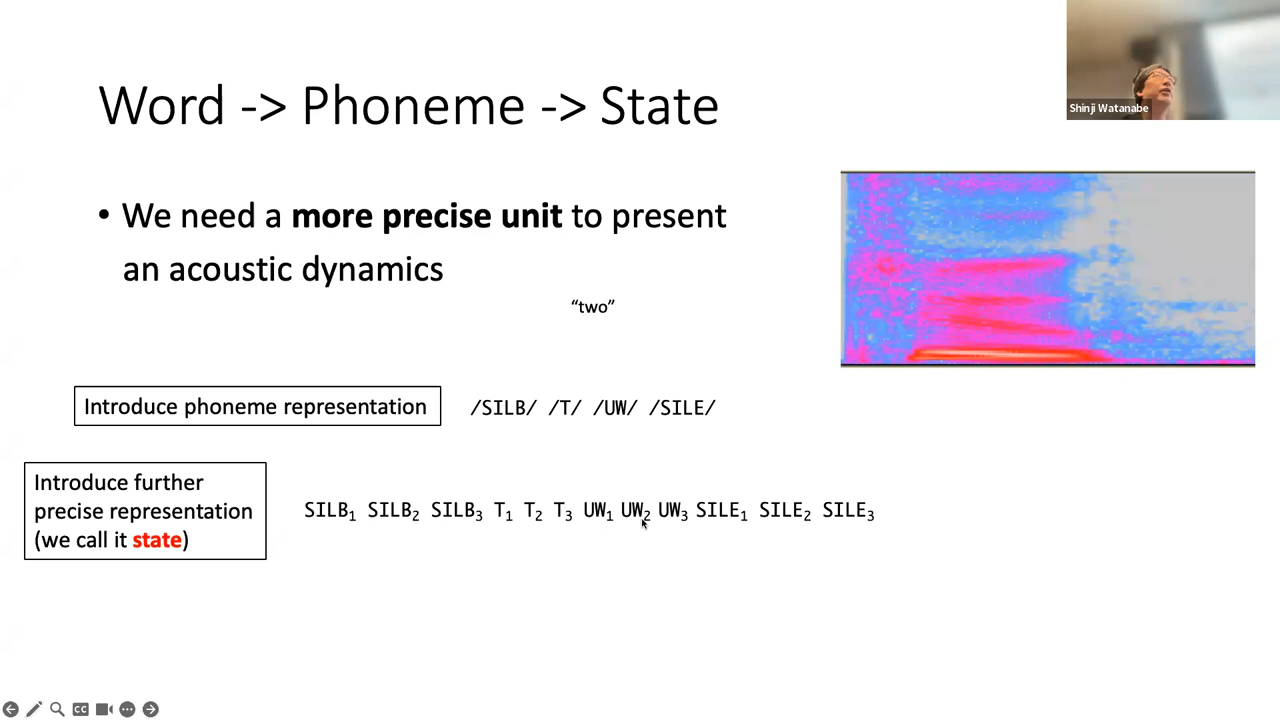 Shinji Watanabe
Word -> Phoneme -> State
• We need a more precise unit to present
an acoustic dynamics
“two”
Introduce phoneme representation
/SILB/ /T/ /UW/ /SILE/
Introduce further
precise representation
(we call it state)
SILB₁ SILB₂ SILB₃ T₁ T₂ T₃ UW₁ UW₂ UW₃ SILE₁ SILE₂ SILE₃
CC